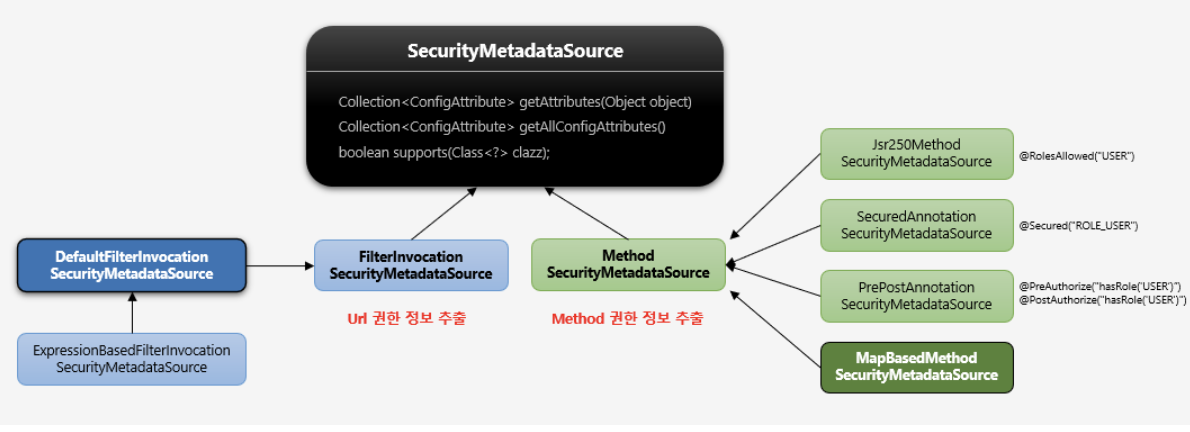 SecurityMetadataSource
Collection<ConfigAttribute> getAttributes(Object object)
Collection<ConfigAttribute> getAllConfigAttributes()
boolean supports(Class<?> clazz);
DefaultFilterInvocation
SecurityMetadataSource
ExpressionBasedFilterInvocation
SecurityMetadataSource
FilterInvocation
SecurityMetadataSource
Url 권한 정보 추출
Method
SecurityMetadataSource
Method 권한 정보 추출
Jsr250Method
SecurityMetadataSource
@RolesAllowed("USER")
SecuredAnnotation
SecurityMetadataSource
@Secured("ROLE_USER")
PrePostAnnotation
SecurityMetadataSource
@PreAuthorize("hasRole('USER')")
@PostAuthorize("hasRole('USER')")
MapBasedMethod
SecurityMetadataSource